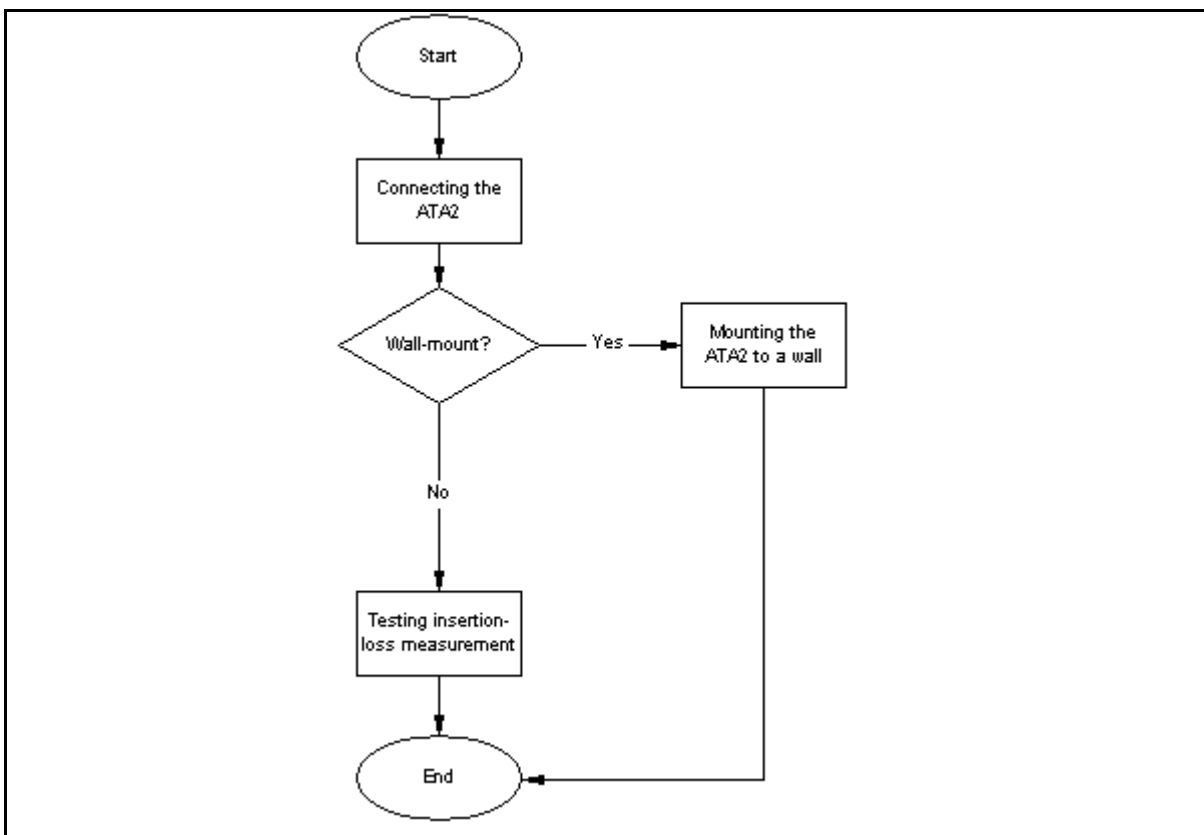 Start
Connecting the
ATA2
Wall-mount?
Yes
Mounting the
ATA2 to a wall
No
Testing insertion-
loss measurement
End